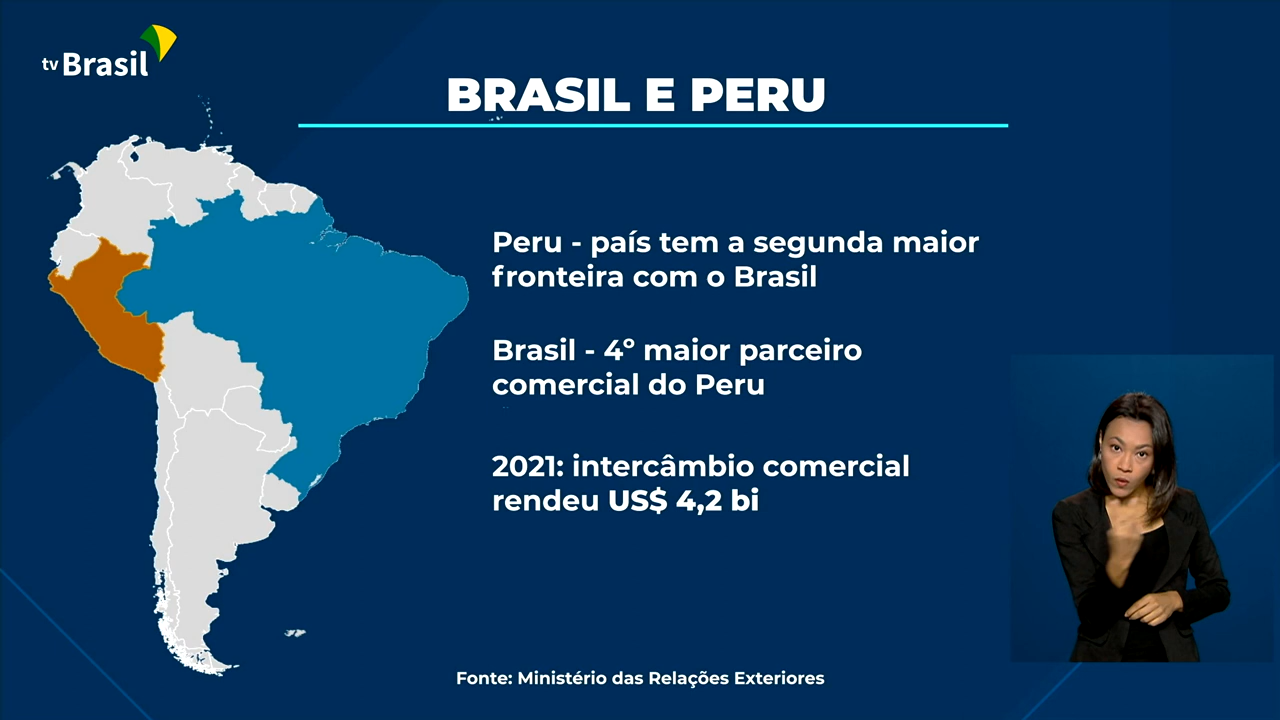 tv Brasil
BRASIL E PERU
Peru - país tem a segunda maior
fronteira com o Brasil
Brasil - 4º maior parceiro
comercial do Peru
2021: intercâmbio comercial
rendeu US$ 4,2 bi
Fonte: Ministério das Relações Exteriores